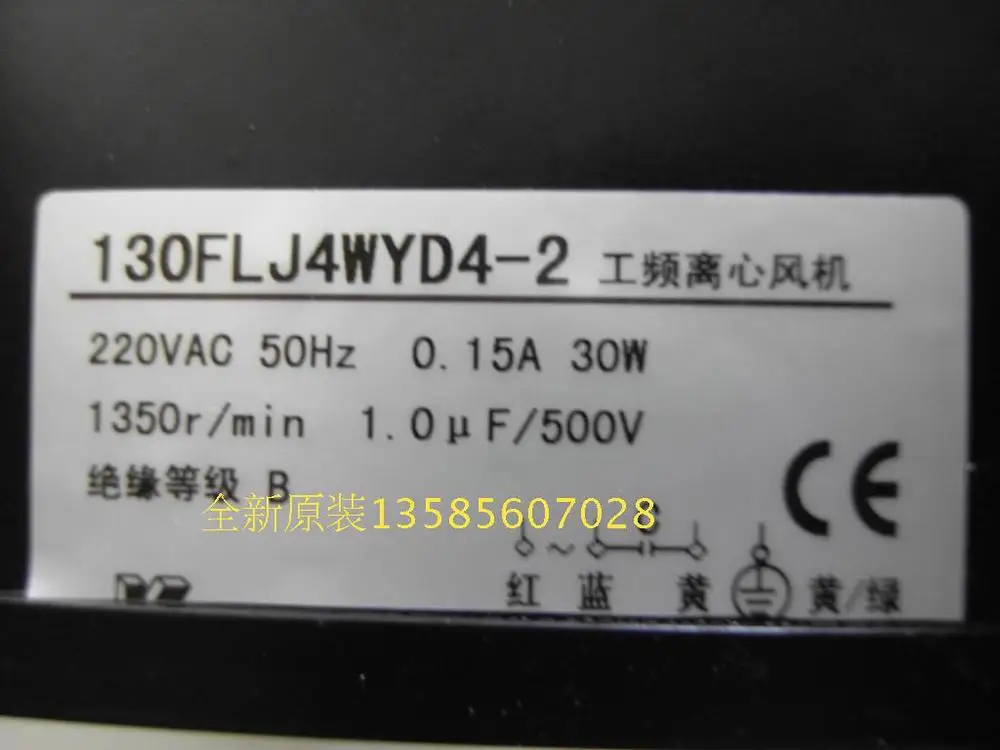 130FLJ4WYD4-2 工频离心风机
220VAC 50Hz 0.15A 30W
1350r/min 1.0μF/500V
绝缘等级 B
全新原装13585607028
CE
C
~
红 蓝 黄 黄/绿